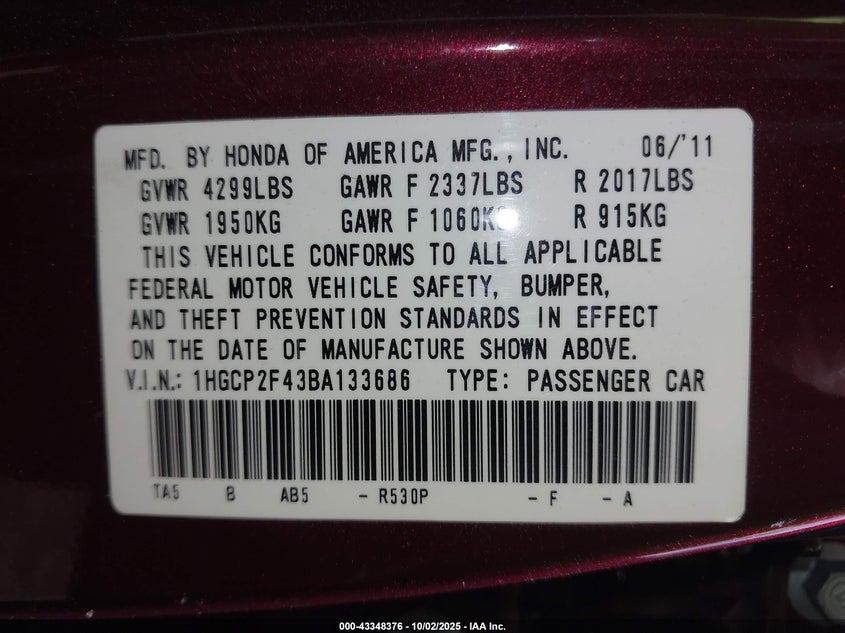 MFD. BY HONDA OF AMERICA MFG., INC. 06/'11
GVWR 4299LBS GAWR F 2337LBS R 2017LBS
GVWR 1950KG GAWR F 1060KG R 915KG
THIS VEHICLE CONFORMS TO ALL APPLICABLE
FEDERAL MOTOR VEHICLE SAFETY, BUMPER,
AND THEFT PREVENTION STANDARDS IN EFFECT
ON THE DATE OF MANUFACTURE SHOWN ABOVE.
V.I.N.: 1HGCP2F43BA133686 TYPE: PASSENGER CAR
TA5 B AB5 - R530P - F - A
000-43348376 - 10/02/2025 - IAA Inc.